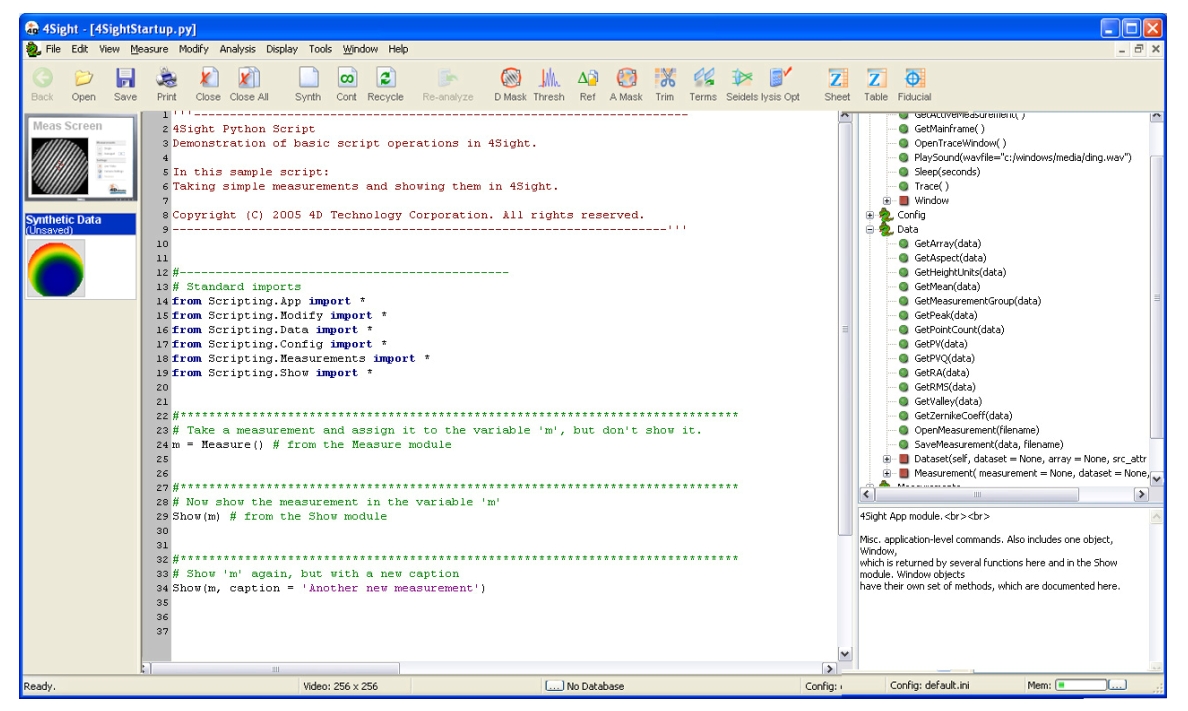 4Sight - [4SightStartup.py]
File Edit View Measure Modify Analysis Display Tools Window Help
Back Open Save Print Close Close All Synth Cont Recycle Re-analyze D Mask Thresh Ref A Mask Trim Terms Seidels lysis Opt Sheet Table Fiducial
Meas Screen
Synthetic Data
(Unsaved)
1 '''------------------------------------------------------------------------
2 4Sight Python Script
3 Demonstration of basic script operations in 4Sight.
4
5 In this sample script:
6 Taking simple measurements and showing them in 4Sight.
7
8 Copyright (C) 2005 4D Technology Corporation. All rights reserved.
9 ---------------------------------------------------------------------'''
10
11
12 #----------------------------------------------
13 # Standard imports
14 from Scripting.App import *
15 from Scripting.Modify import *
16 from Scripting.Data import *
17 from Scripting.Config import *
18 from Scripting.Measurements import *
19 from Scripting.Show import *
20
21
22 #******************************************************************************
23 # Take a measurement and assign it to the variable 'm', but don't show it.
24 m = Measure() # from the Measure module
25
26
27 #******************************************************************************
28 # Now show the measurement in the variable 'm'
29 Show(m) # from the Show module
30
31
32 #******************************************************************************
33 # Show 'm' again, but with a new caption
34 Show(m, caption = 'Another new measurement')
35
36
37
GetActiveMeasurement( )
GetMainframe( )
OpenTraceWindow( )
PlaySound(wavfile="c:/windows/media/ding.wav")
Sleep(seconds)
Trace( )
Window
Config
Data
GetArray(data)
GetAspect(data)
GetHeightUnits(data)
GetMean(data)
GetMeasurementGroup(data)
GetPeak(data)
GetPointCount(data)
GetPV(data)
GetPVQ(data)
GetRA(data)
GetRMS(data)
GetValley(data)
GetZernikeCoeff(data)
OpenMeasurement(filename)
SaveMeasurement(data, filename)
Dataset(self, dataset = None, array = None, src_attr
Measurement( measurement = None, dataset = None,
Measurements
4Sight App module.<br><br>
Misc. application-level commands. Also includes one object,
Window,
which is returned by several functions here and in the Show
module. Window objects
have their own set of methods, which are documented here.
Ready. Video: 256 x 256 ... No Database Config: Config: default.ini Mem: ...